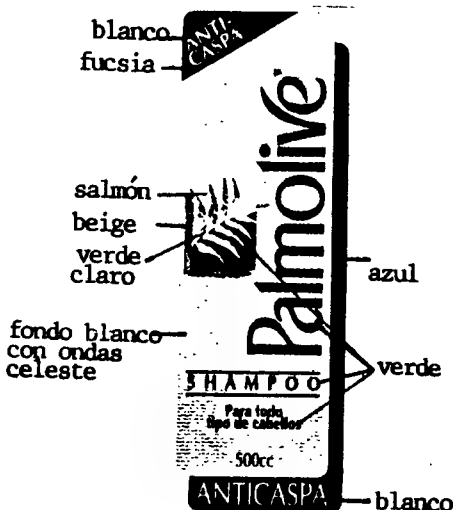 blanco
fucsia
ANTI-
CASPA
Palmolive
salmón
beige
verde
claro
azul
fondo blanco
con ondas
celeste
verde
SHAMPOO
Para todo
tipo de cabellos
500cc
ANTICASPA
blanco